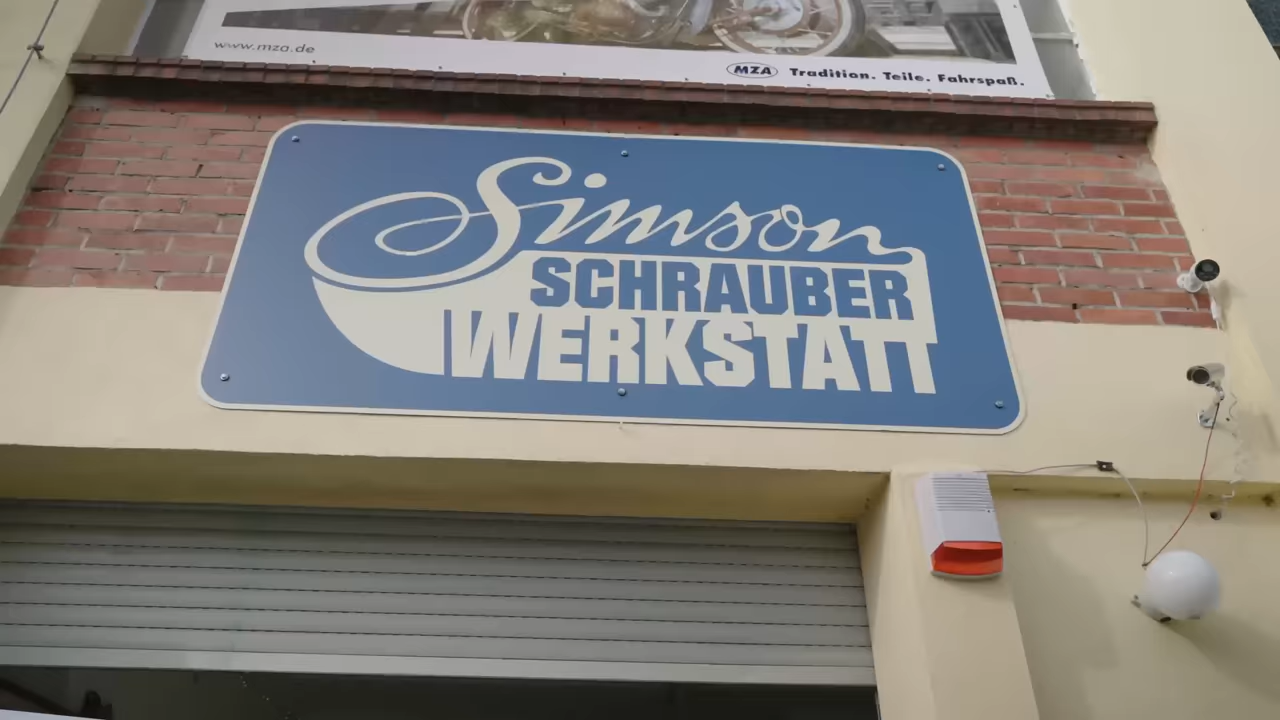 www.mza.de
MZA Tradition. Teile. Fahrspaß.
Simson
SCHRAUBER
WERKSTATT